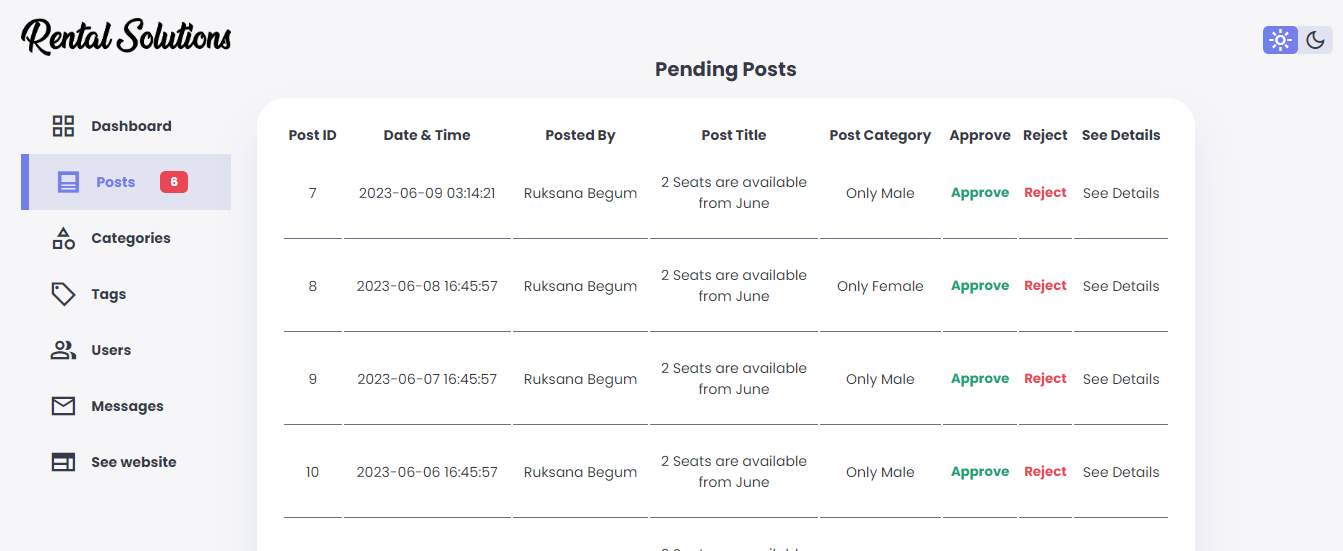 Rental Solutions
Pending Posts
Dashboard
Posts 6
Categories
Tags
Users
Messages
See website
Post ID Date & Time Posted By Post Title Post Category Approve Reject See Details
7 2023-06-09 03:14:21 Ruksana Begum 2 Seats are available
from June
Only Male Approve Reject See Details
8 2023-06-08 16:45:57 Ruksana Begum 2 Seats are available
from June
Only Female Approve Reject See Details
9 2023-06-07 16:45:57 Ruksana Begum 2 Seats are available
from June
Only Male Approve Reject See Details
10 2023-06-06 16:45:57 Ruksana Begum 2 Seats are available
from June
Only Male Approve Reject See Details